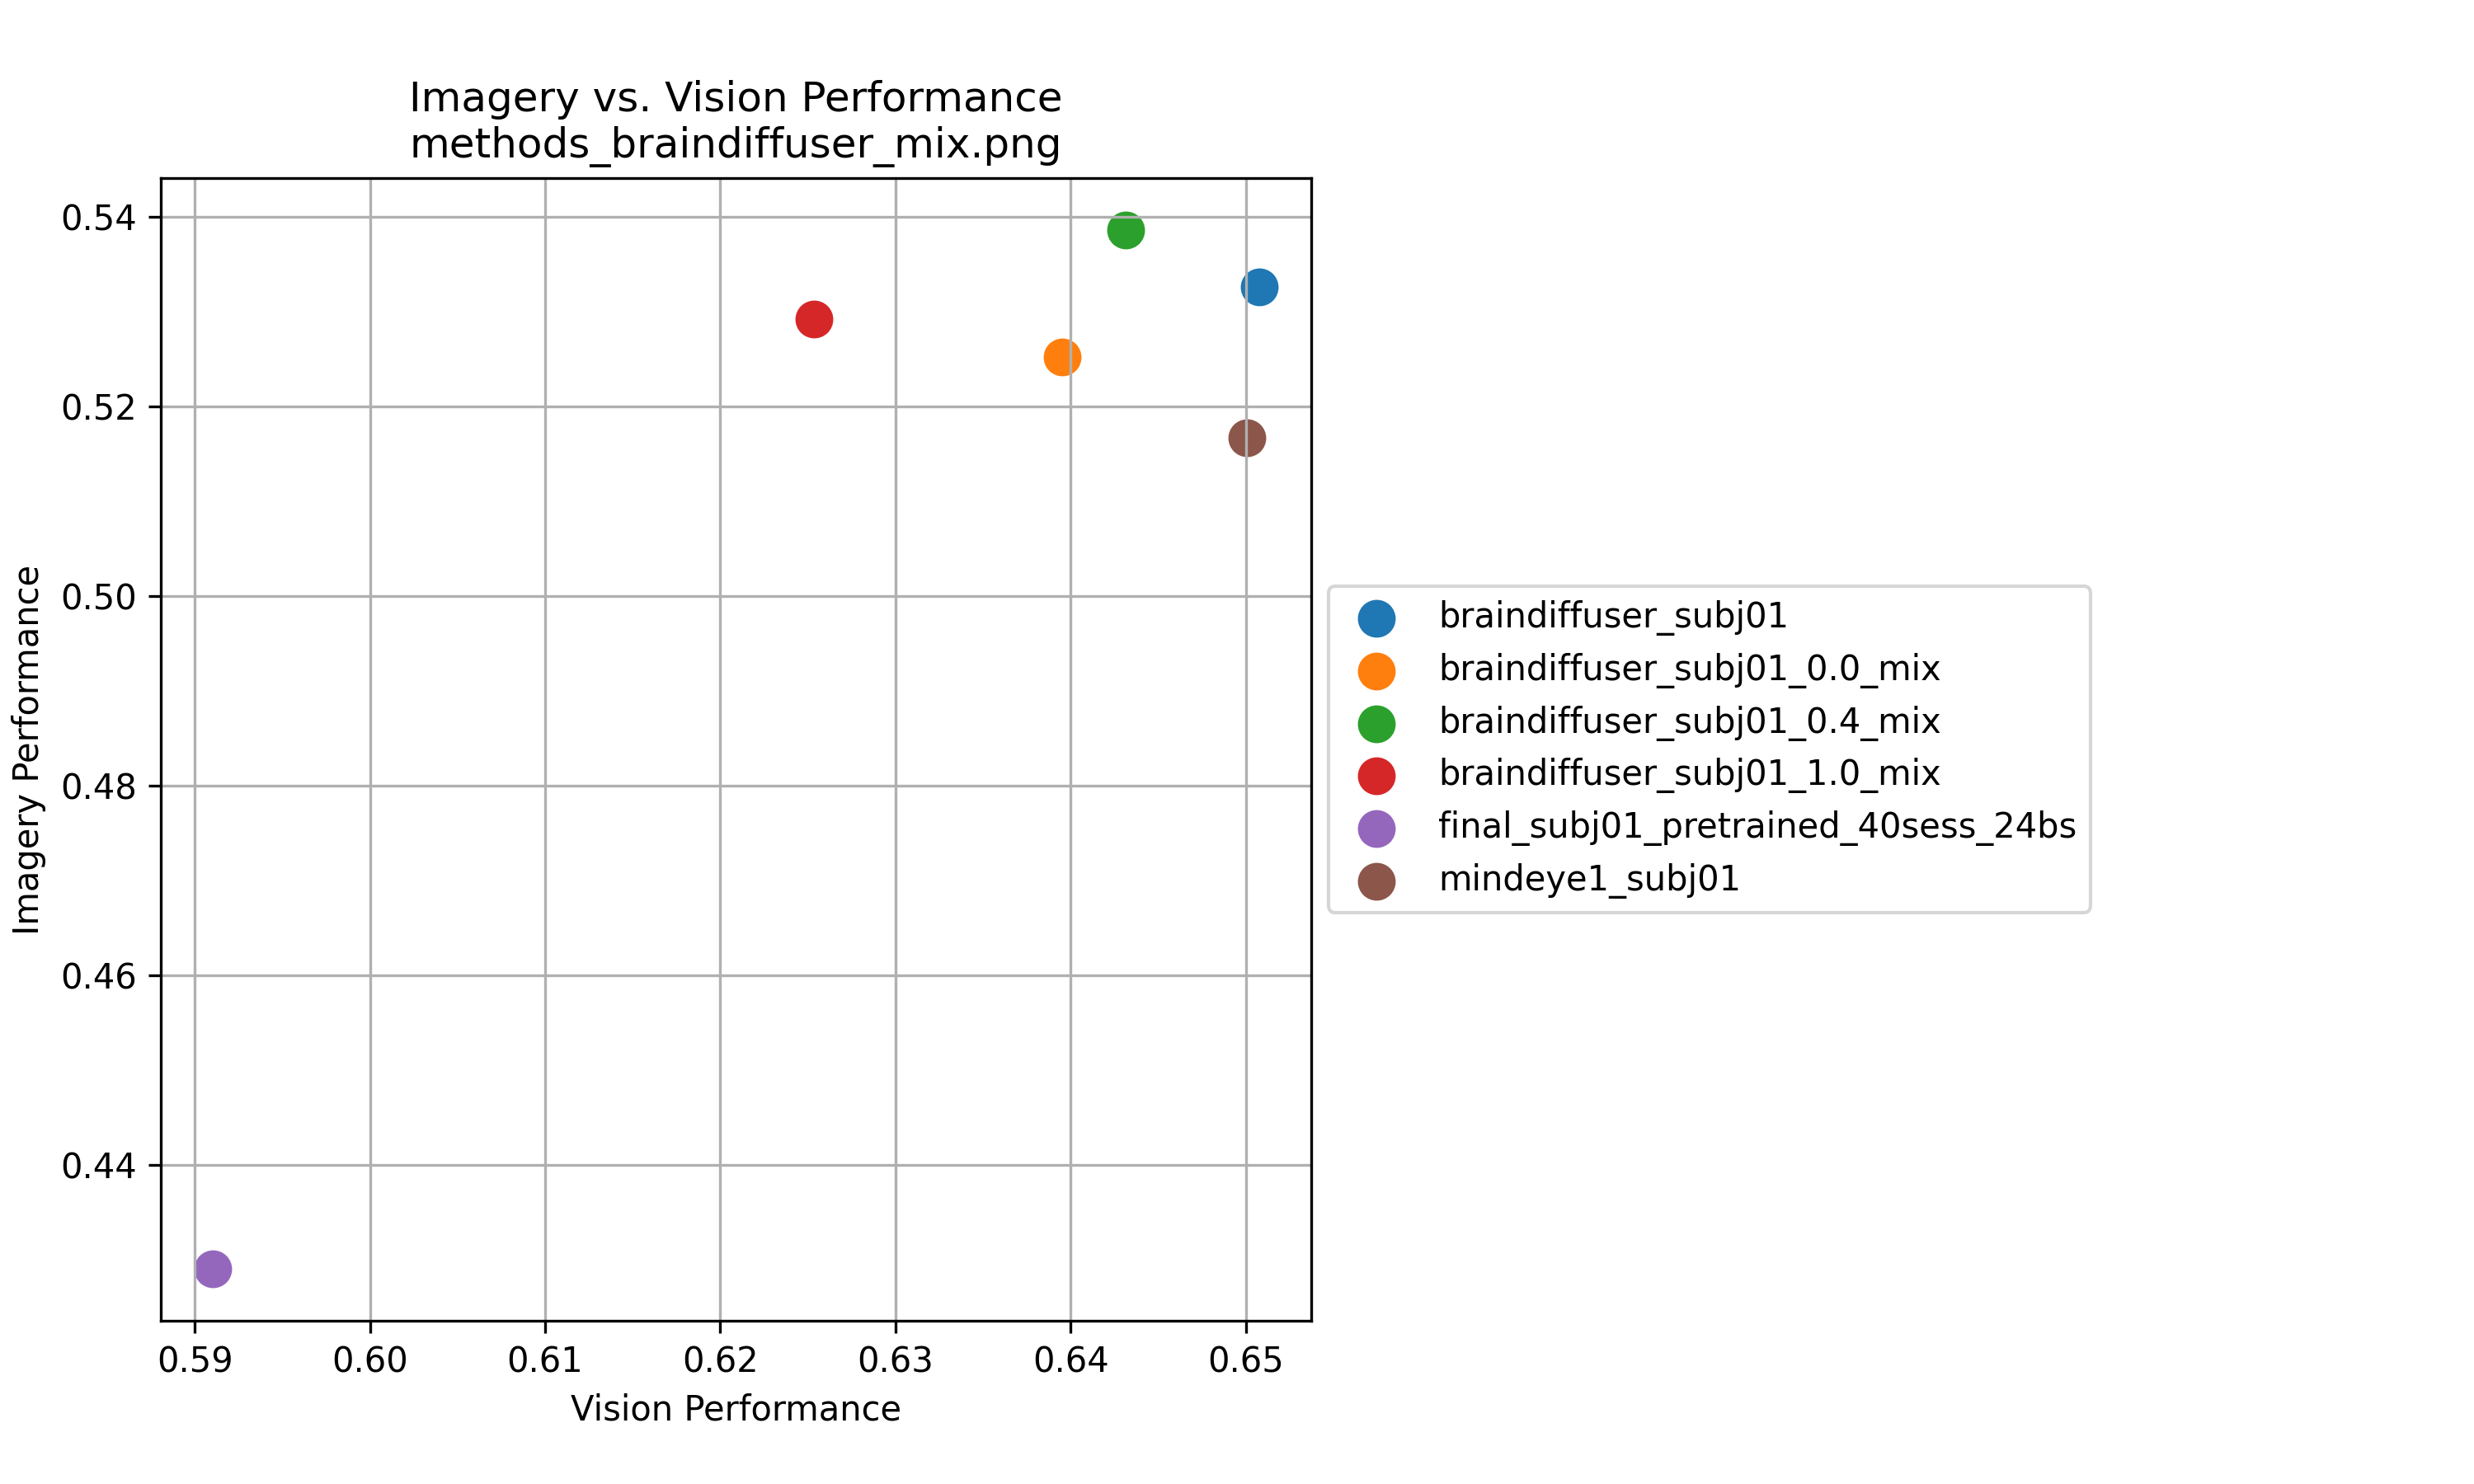 Imagery vs. Vision Performance
methods_braindiffuser_mix.png
Imagery Performance
0.54
0.52
0.50
0.48
0.46
0.44
0.59 0.60 0.61 0.62 0.63 0.64 0.65
Vision Performance
braindiffuser_subj01
braindiffuser_subj01_0.0_mix
braindiffuser_subj01_0.4_mix
braindiffuser_subj01_1.0_mix
final_subj01_pretrained_40sess_24bs
mindeye1_subj01